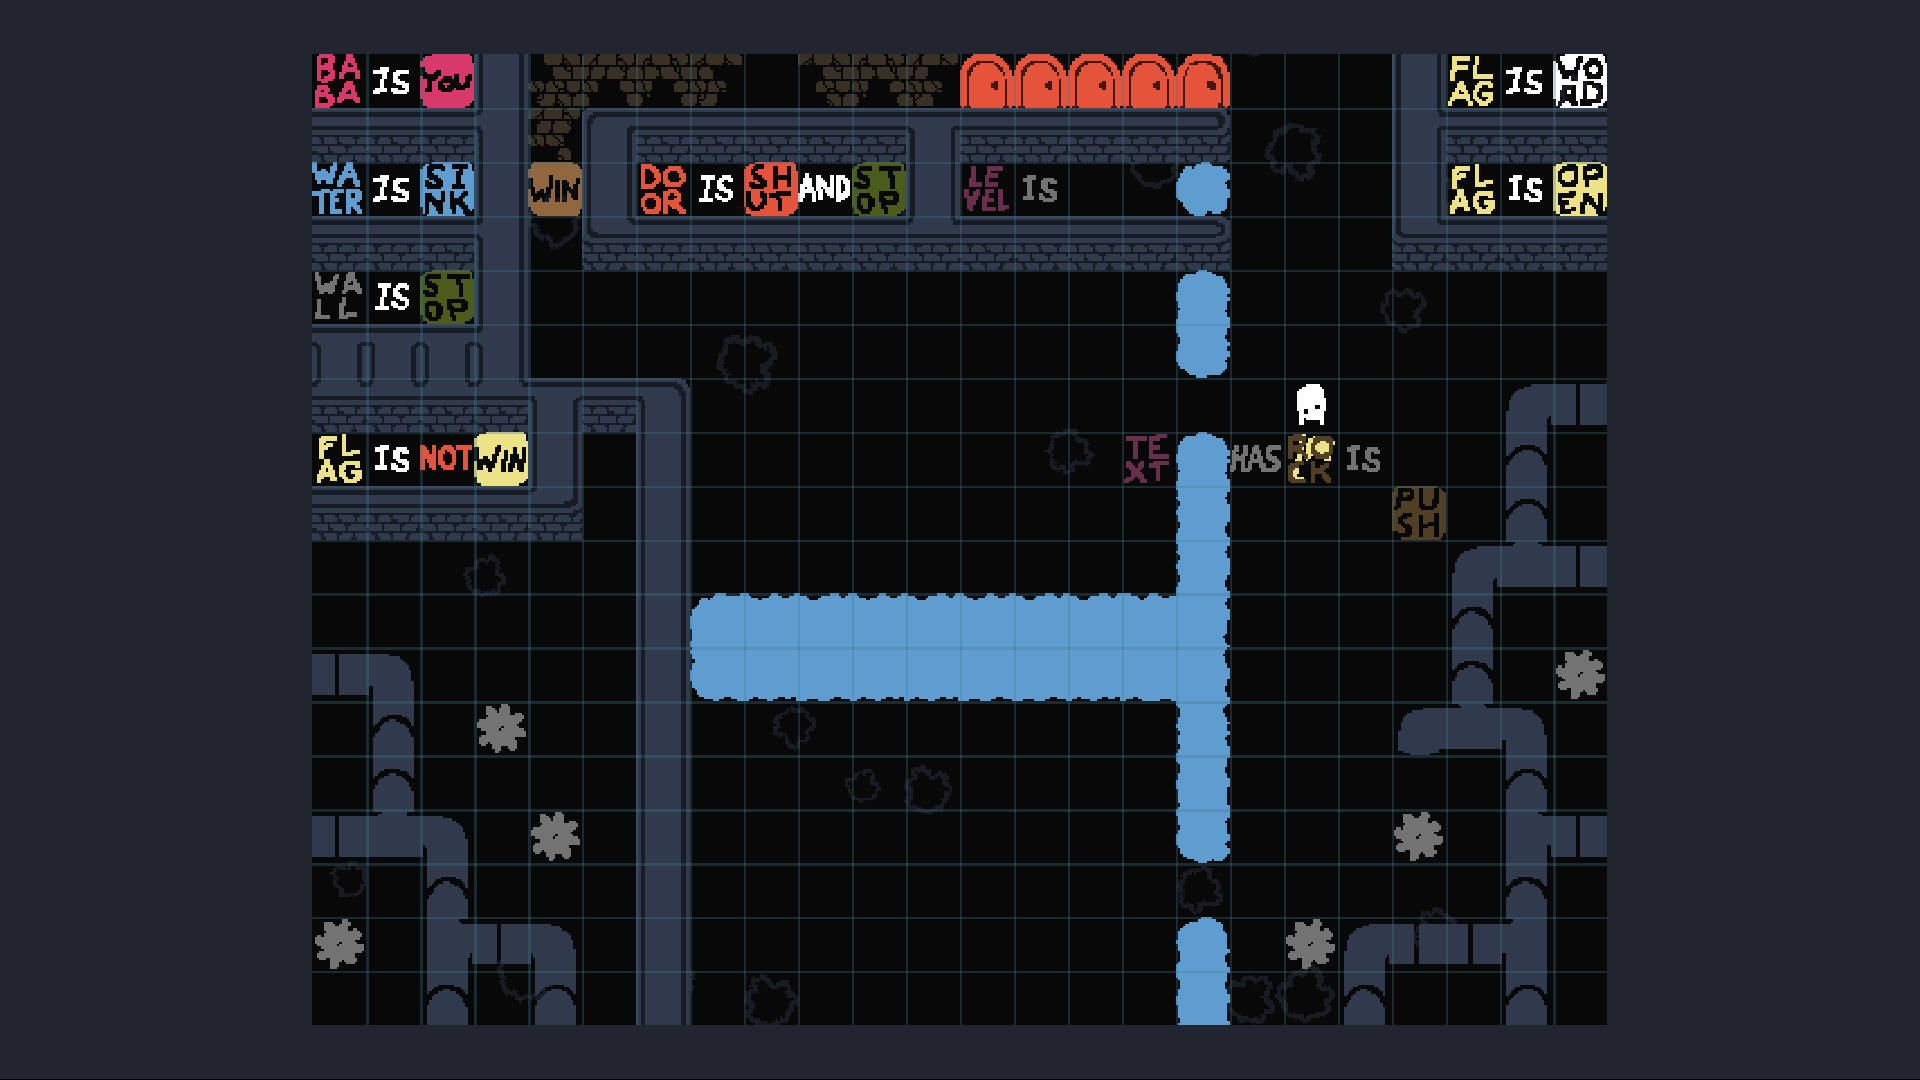 BABA IS YOU
FLAG IS WORD
WATER IS SINK
WIN
DOOR IS SHUT AND STOP
LEVEL IS
FLAG IS OPEN
WALL IS STOP
FLAG IS NOT WIN
TEXT
HAS ROCK IS
PUSH